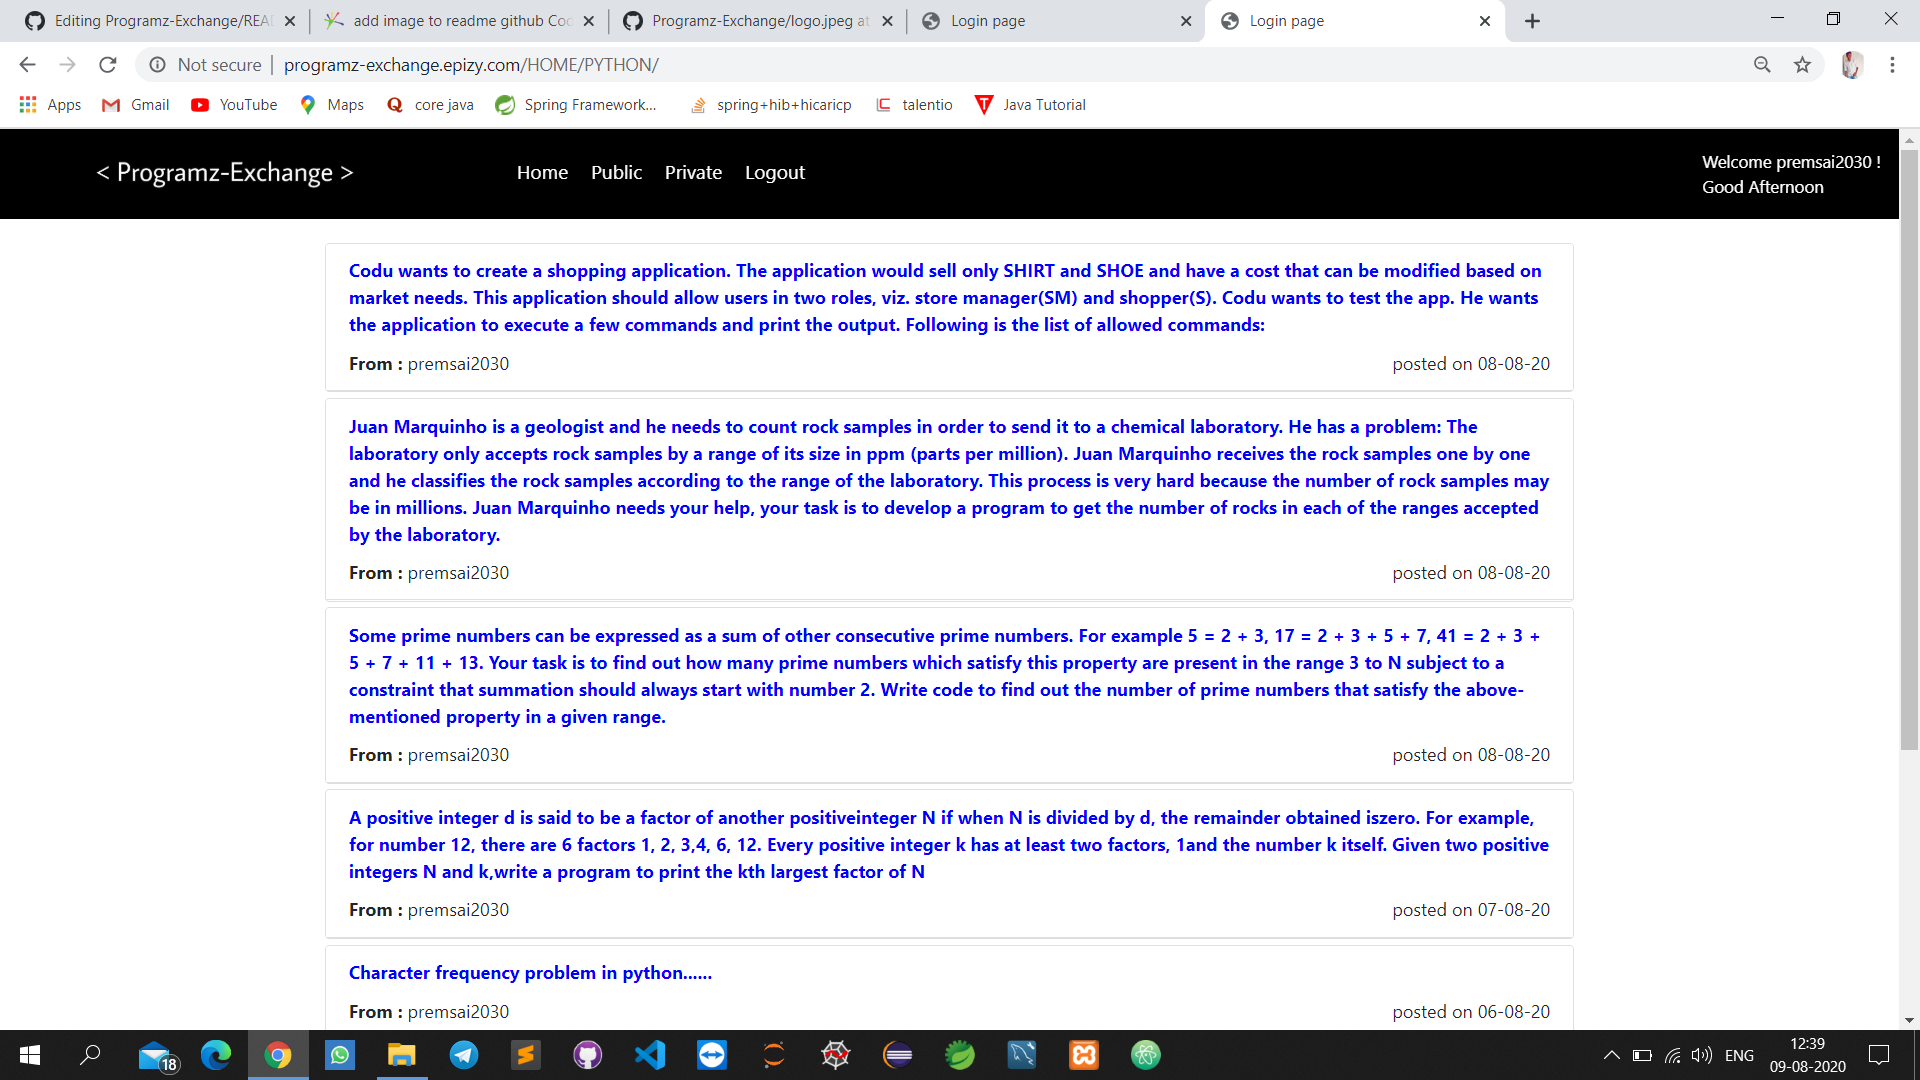 Editing Programz-Exchange/REA
add image to readme github Coc
Programz-Exchange/logo.jpeg at
Login page
Login page
Not secure
programz-exchange.epizy.com/HOME/PYTHON/
Apps
Gmail
YouTube
Maps
core java
Spring Framework...
spring+hib+hicaricp
talentio
Java Tutorial
< Programz-Exchange >
Home
Public
Private
Logout
Welcome premsai2030 !
Good Afternoon
Codu wants to create a shopping application. The application would sell only SHIRT and SHOE and have a cost that can be modified based on
market needs. This application should allow users in two roles, viz. store manager(SM) and shopper(S). Codu wants to test the app. He wants
the application to execute a few commands and print the output. Following is the list of allowed commands:
From : premsai2030
posted on 08-08-20
Juan Marquinho is a geologist and he needs to count rock samples in order to send it to a chemical laboratory. He has a problem: The
laboratory only accepts rock samples by a range of its size in ppm (parts per million). Juan Marquinho receives the rock samples one by one
and he classifies the rock samples according to the range of the laboratory. This process is very hard because the number of rock samples may
be in millions. Juan Marquinho needs your help, your task is to develop a program to get the number of rocks in each of the ranges accepted
by the laboratory.
From : premsai2030
posted on 08-08-20
Some prime numbers can be expressed as a sum of other consecutive prime numbers. For example 5 = 2 + 3, 17 = 2 + 3 + 5 + 7, 41 = 2 + 3 +
5 + 7 + 11 + 13. Your task is to find out how many prime numbers which satisfy this property are present in the range 3 to N subject to a
constraint that summation should always start with number 2. Write code to find out the number of prime numbers that satisfy the above-
mentioned property in a given range.
From : premsai2030
posted on 08-08-20
A positive integer d is said to be a factor of another positiveinteger N if when N is divided by d, the remainder obtained iszero. For example,
for number 12, there are 6 factors 1, 2, 3,4, 6, 12. Every positive integer k has at least two factors, 1and the number k itself. Given two positive
integers N and k,write a program to print the kth largest factor of N
From : premsai2030
posted on 07-08-20
Character frequency problem in python......
From : premsai2030
posted on 06-08-20
18
ENG
12:39
09-08-2020